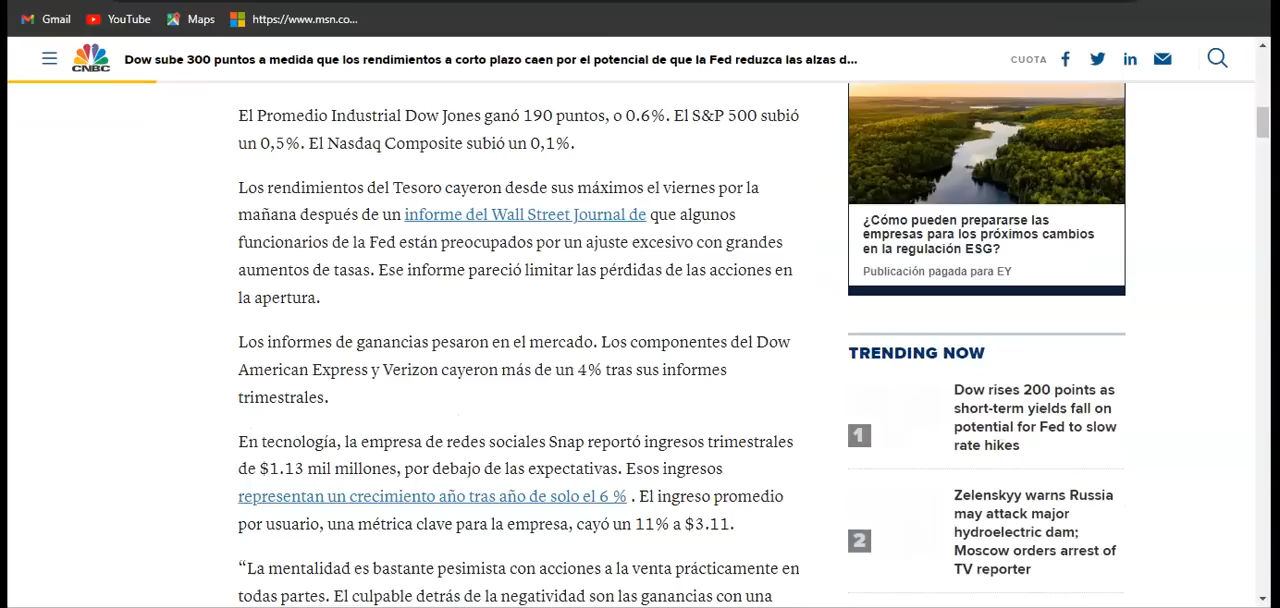 Gmail YouTube Maps https://www.msn.co...
CNBC Dow sube 300 puntos a medida que los rendimientos a corto plazo caen por el potencial de que la Fed reduzca las alzas d... CUOTA
El Promedio Industrial Dow Jones ganó 190 puntos, o 0.6%. El S&P 500 subió
un 0,5%. El Nasdaq Composite subió un 0,1%.
Los rendimientos del Tesoro cayeron desde sus máximos el viernes por la
mañana después de un informe del Wall Street Journal de que algunos
funcionarios de la Fed están preocupados por un ajuste excesivo con grandes
aumentos de tasas. Ese informe pareció limitar las pérdidas de las acciones en
la apertura.
Los informes de ganancias pesaron en el mercado. Los componentes del Dow
American Express y Verizon cayeron más de un 4% tras sus informes
trimestrales.
En tecnología, la empresa de redes sociales Snap reportó ingresos trimestrales
de $1.13 mil millones, por debajo de las expectativas. Esos ingresos
representan un crecimiento año tras año de solo el 6 % . El ingreso promedio
por usuario, una métrica clave para la empresa, cayó un 11% a $3.11.
“La mentalidad es bastante pesimista con acciones a la venta prácticamente en
todas partes. El culpable detrás de la negatividad son las ganancias con una
¿Cómo pueden prepararse las
empresas para los próximos cambios
en la regulación ESG?
Publicación pagada para EY
TRENDING NOW
1
Dow rises 200 points as
short-term yields fall on
potential for Fed to slow
rate hikes
2
Zelenskyy warns Russia
may attack major
hydroelectric dam;
Moscow orders arrest of
TV reporter